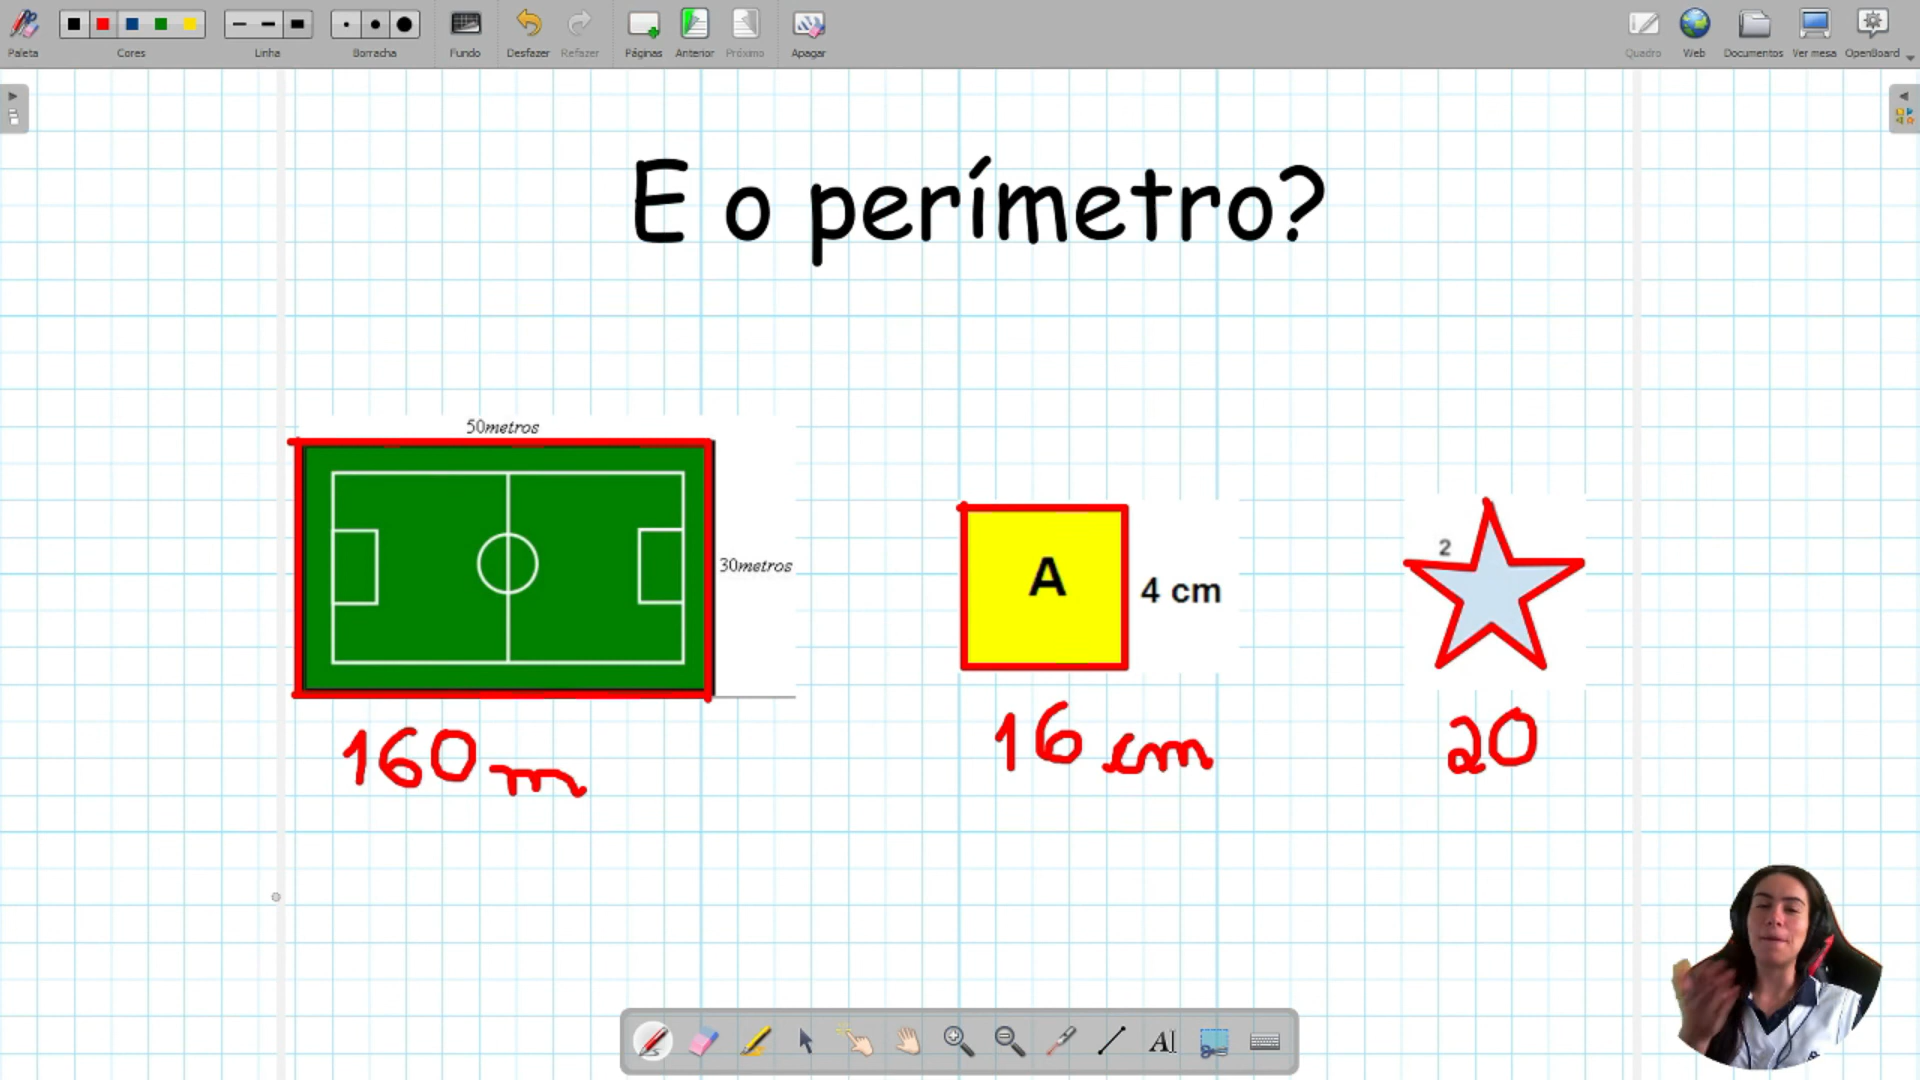 Paleta Cores Linha Borracha Fundo Desfazer Refazer Páginas Anterior Próximo Apagar Quadro Web Documentos Ver mesa OpenBoard
E o perímetro?
50metros
30metros
A
4 cm
2
160 m
16 cm
20
AI